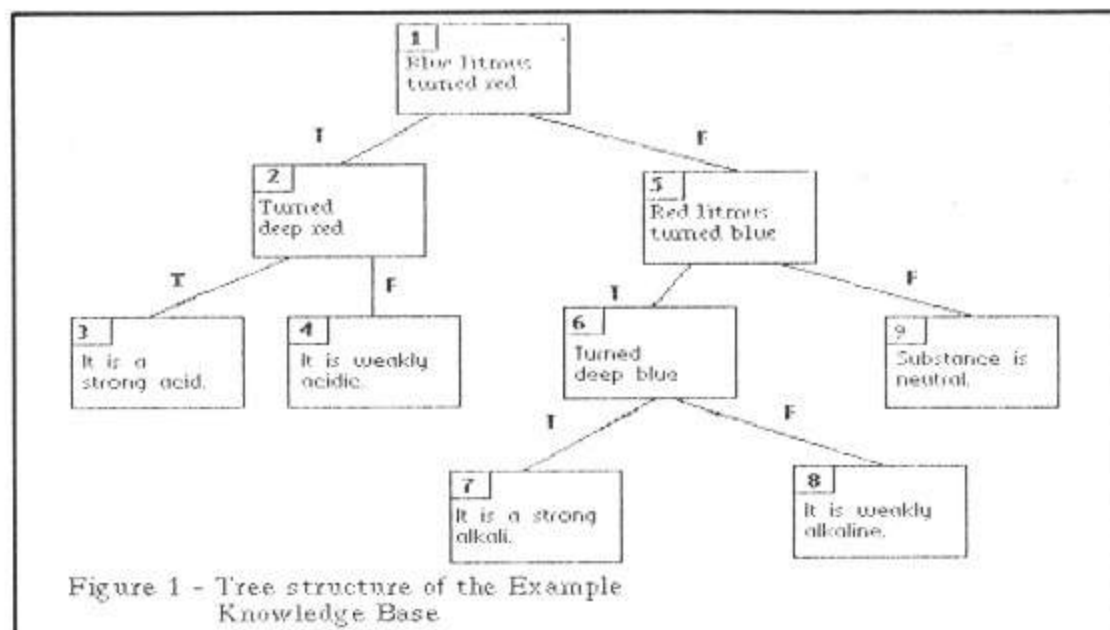 1
Blue litmus
turned red
T
F
2
Turned
deep red
5
Red litmus
turned blue
T
F
T
F
3
It is a
strong acid.
4
It is weakly
acidic.
6
Turned
deep blue
9
Substance is
neutral.
T
F
7
It is a strong
alkali.
8
It is weakly
alkaline.
Figure 1 - Tree structure of the Example
Knowledge Base